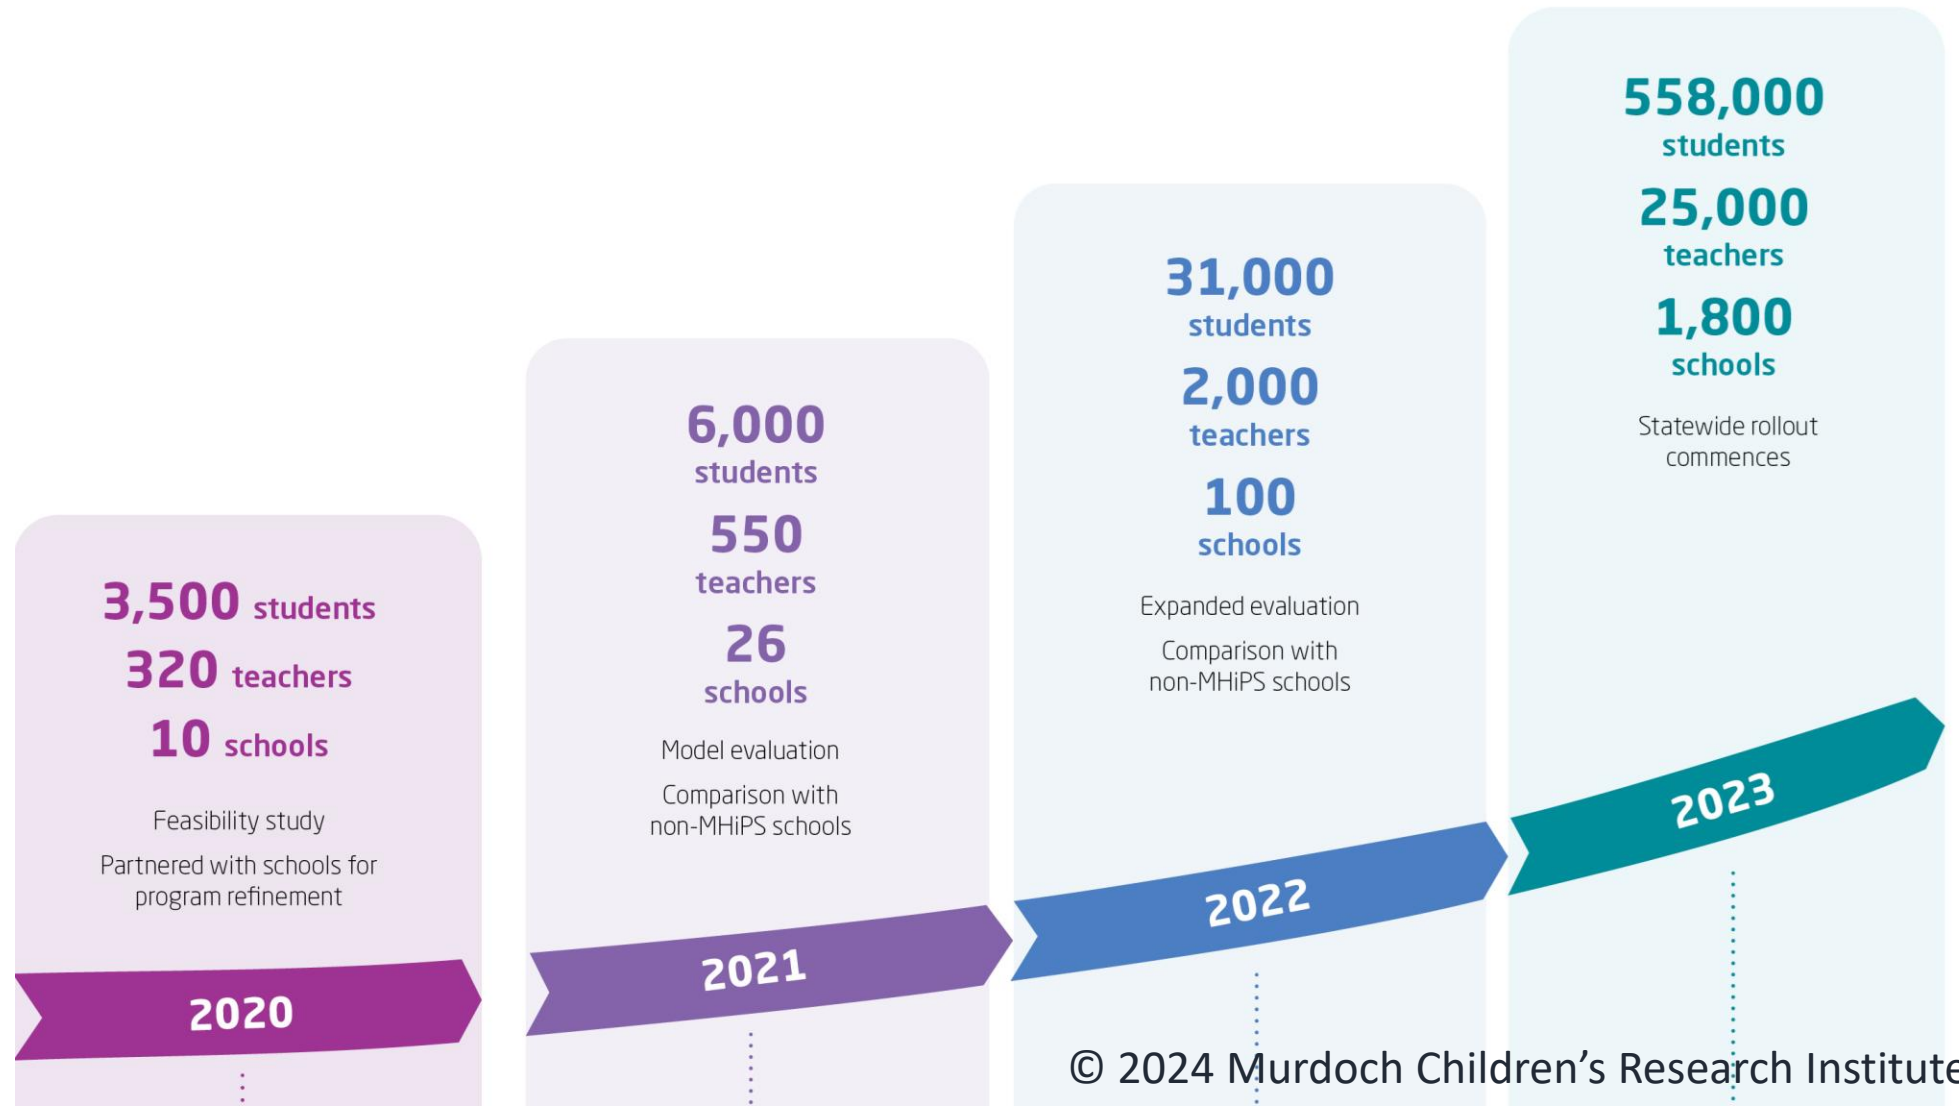 3,500 students
320 teachers
10 schools
Feasibility study
Partnered with schools for
program refinement
2020
6,000
students
550
teachers
26
schools
Model evaluation
Comparison with
non-MHiPS schools
2021
31,000
students
2,000
teachers
100
schools
Expanded evaluation
Comparison with
non-MHiPS schools
2022
558,000
students
25,000
teachers
1,800
schools
Statewide rollout
commences
2023
© 2024 Murdoch Children’s Research Institute